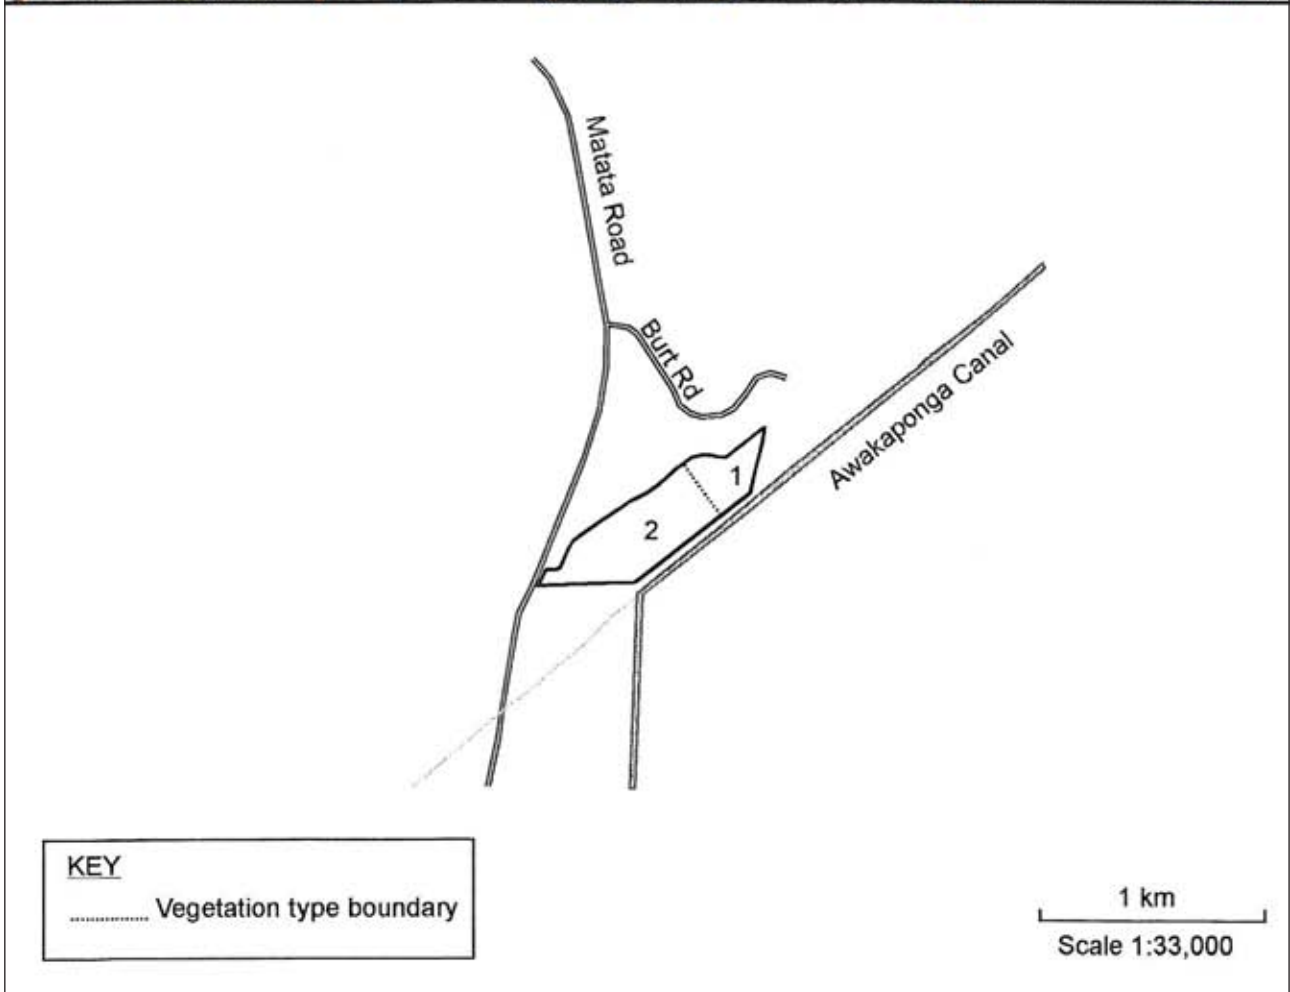 Matata Road
Burt Rd
Awakaponga Canal
1
2
KEY
Vegetation type boundary
1 km
Scale 1:33,000